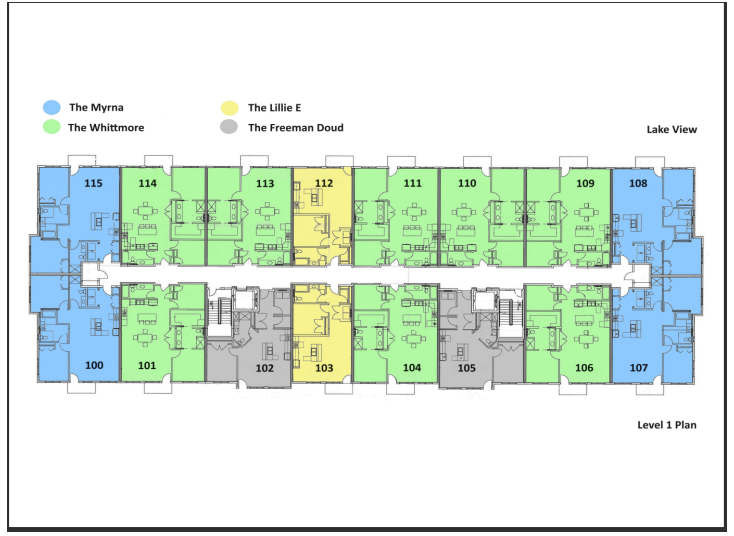 The Myrna
The Lillie E
The Whittmore
The Freeman Doud
Lake View
115 114 113 112 111 110 109 108
100 101 102 103 104 105 106 107
Level 1 Plan